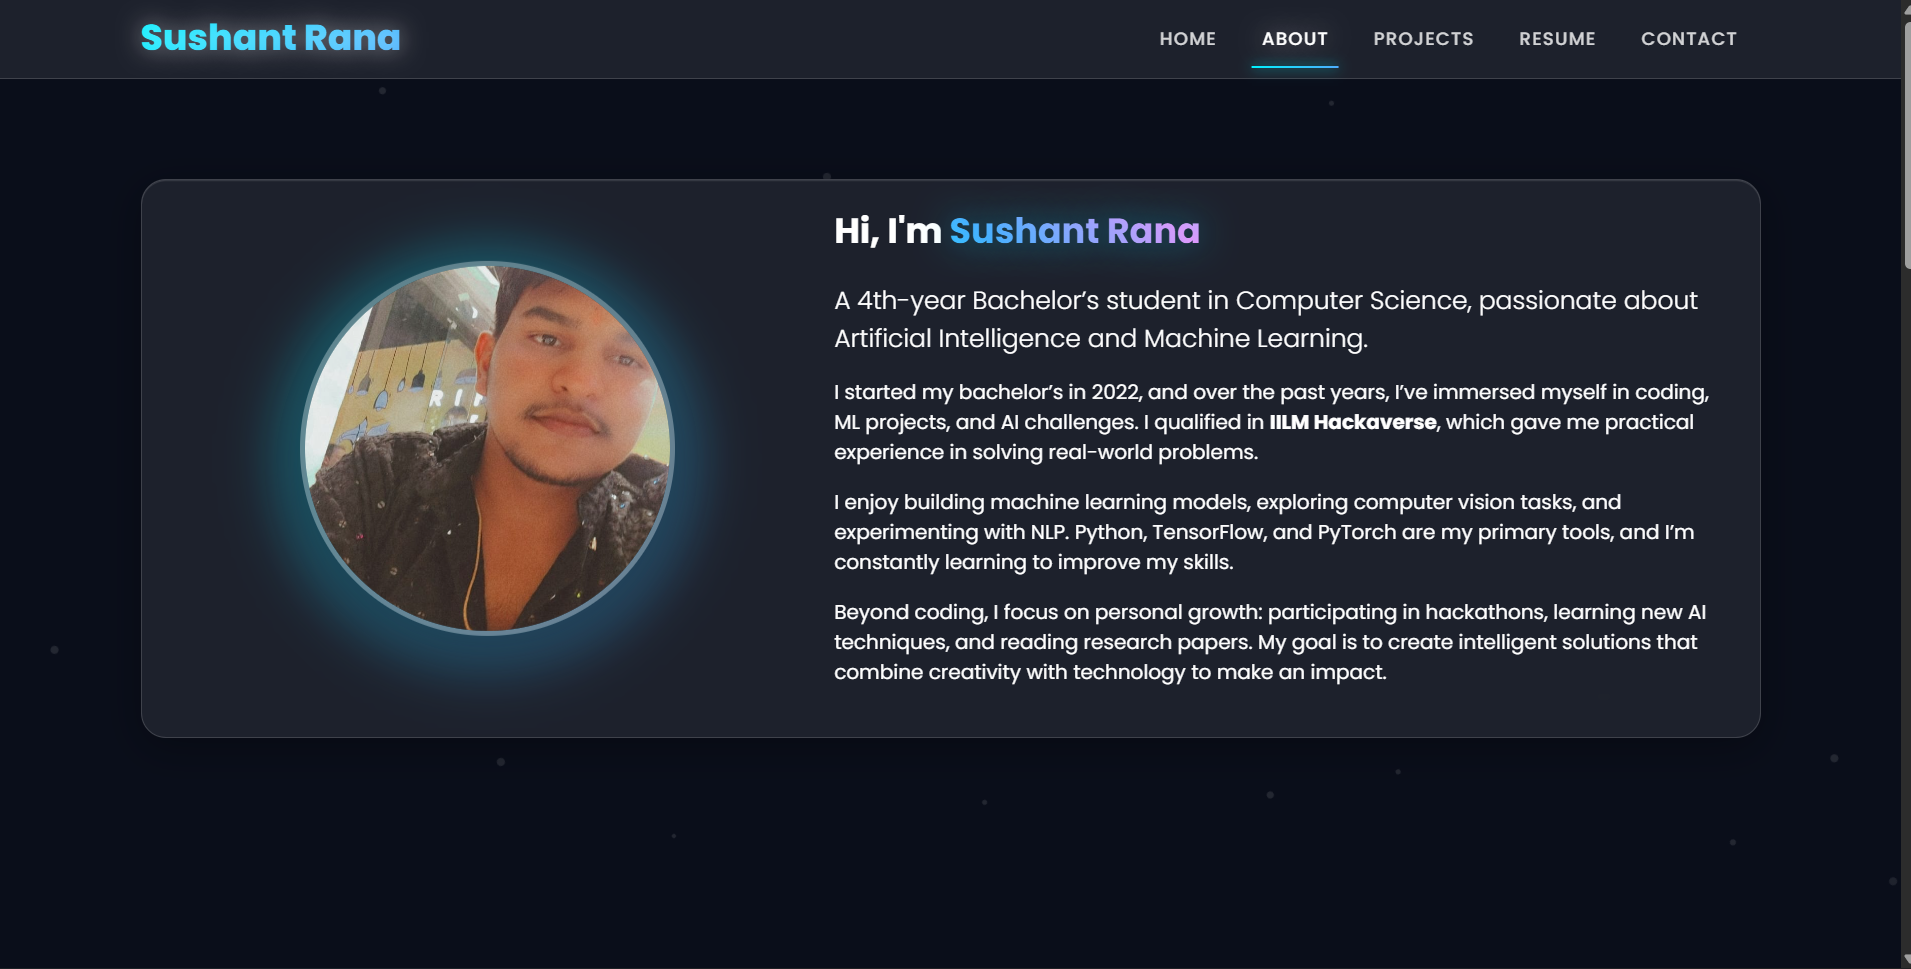 Sushant Rana
HOME ABOUT PROJECTS RESUME CONTACT
Hi, I'm Sushant Rana
A 4th-year Bachelor’s student in Computer Science, passionate about
Artificial Intelligence and Machine Learning.
I started my bachelor’s in 2022, and over the past years, I’ve immersed myself in coding,
ML projects, and AI challenges. I qualified in IILM Hackaverse, which gave me practical
experience in solving real-world problems.
I enjoy building machine learning models, exploring computer vision tasks, and
experimenting with NLP. Python, TensorFlow, and PyTorch are my primary tools, and I’m
constantly learning to improve my skills.
Beyond coding, I focus on personal growth: participating in hackathons, learning new AI
techniques, and reading research papers. My goal is to create intelligent solutions that
combine creativity with technology to make an impact.